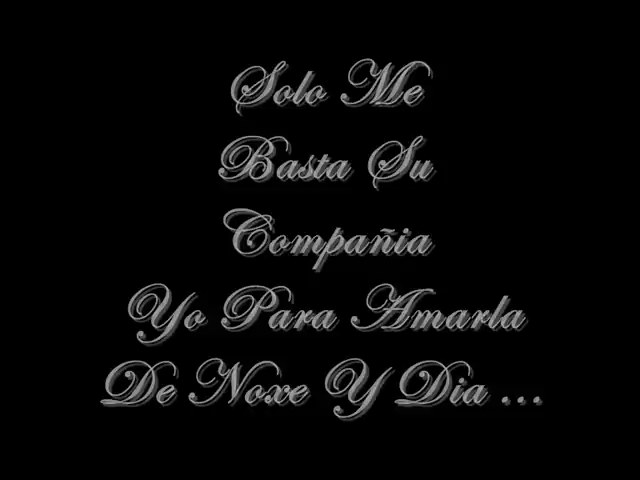 Solo Me
Basta Su
Compañia
Yo Para Amarla
De Noxe Y Dia ...